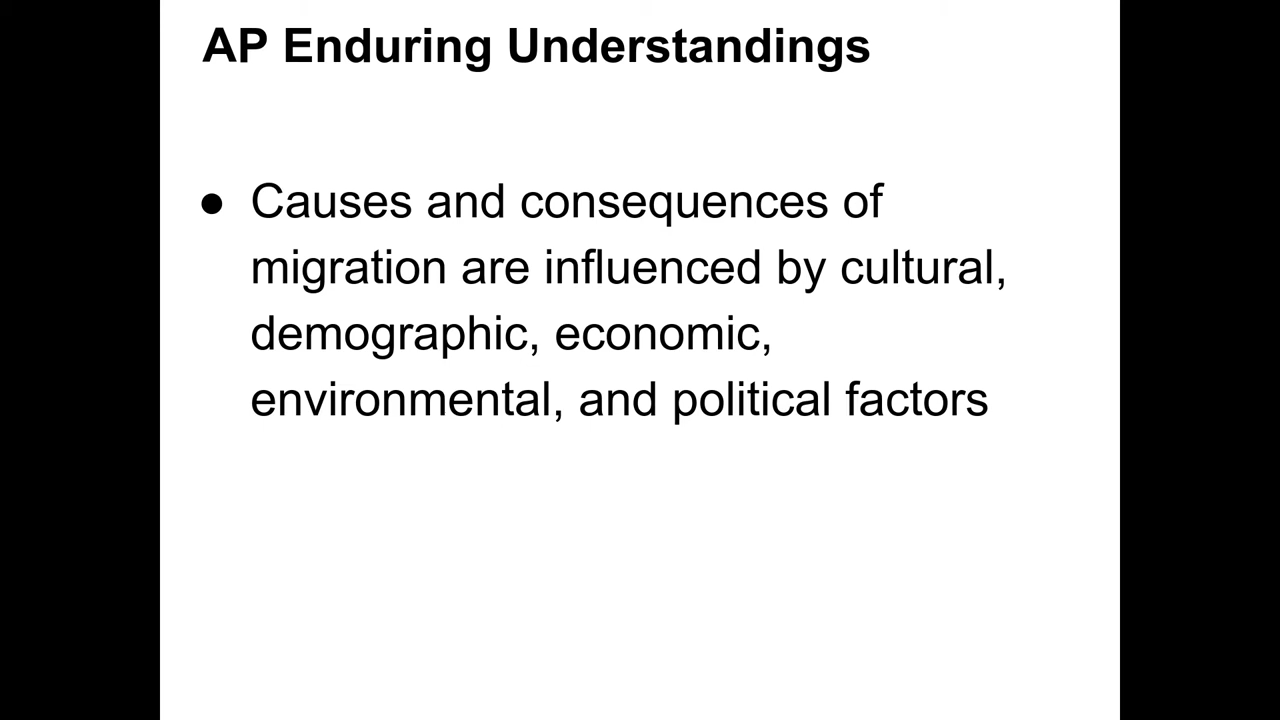 AP Enduring Understandings
● Causes and consequences of
migration are influenced by cultural,
demographic, economic,
environmental, and political factors